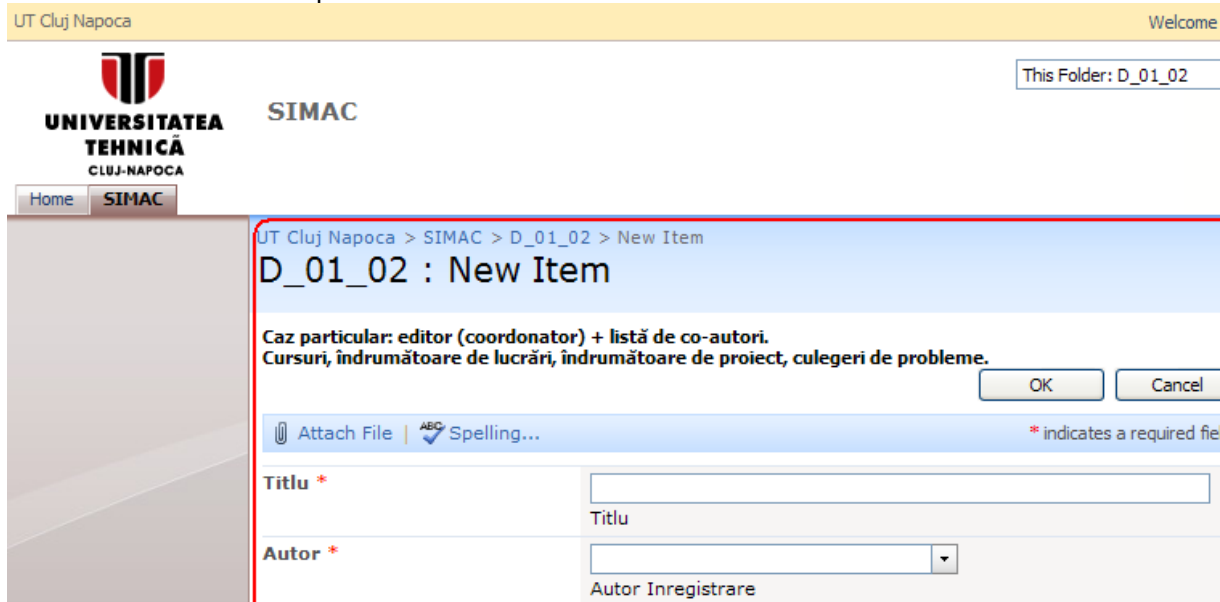 UT Cluj Napoca Welcome
This Folder: D_01_02
UNIVERSITATEA
TEHNICĂ
CLUJ-NAPOCA
SIMAC
Home SIMAC
UT Cluj Napoca > SIMAC > D_01_02 > New Item
D_01_02 : New Item
Caz particular: editor (coordonator) + listă de co-autori.
Cursuri, îndrumătoare de lucrări, îndrumătoare de proiect, culegeri de probleme.
OK Cancel
Attach File | ABC Spelling... * indicates a required fie
Titlu *
Titlu
Autor *
Autor Inregistrare